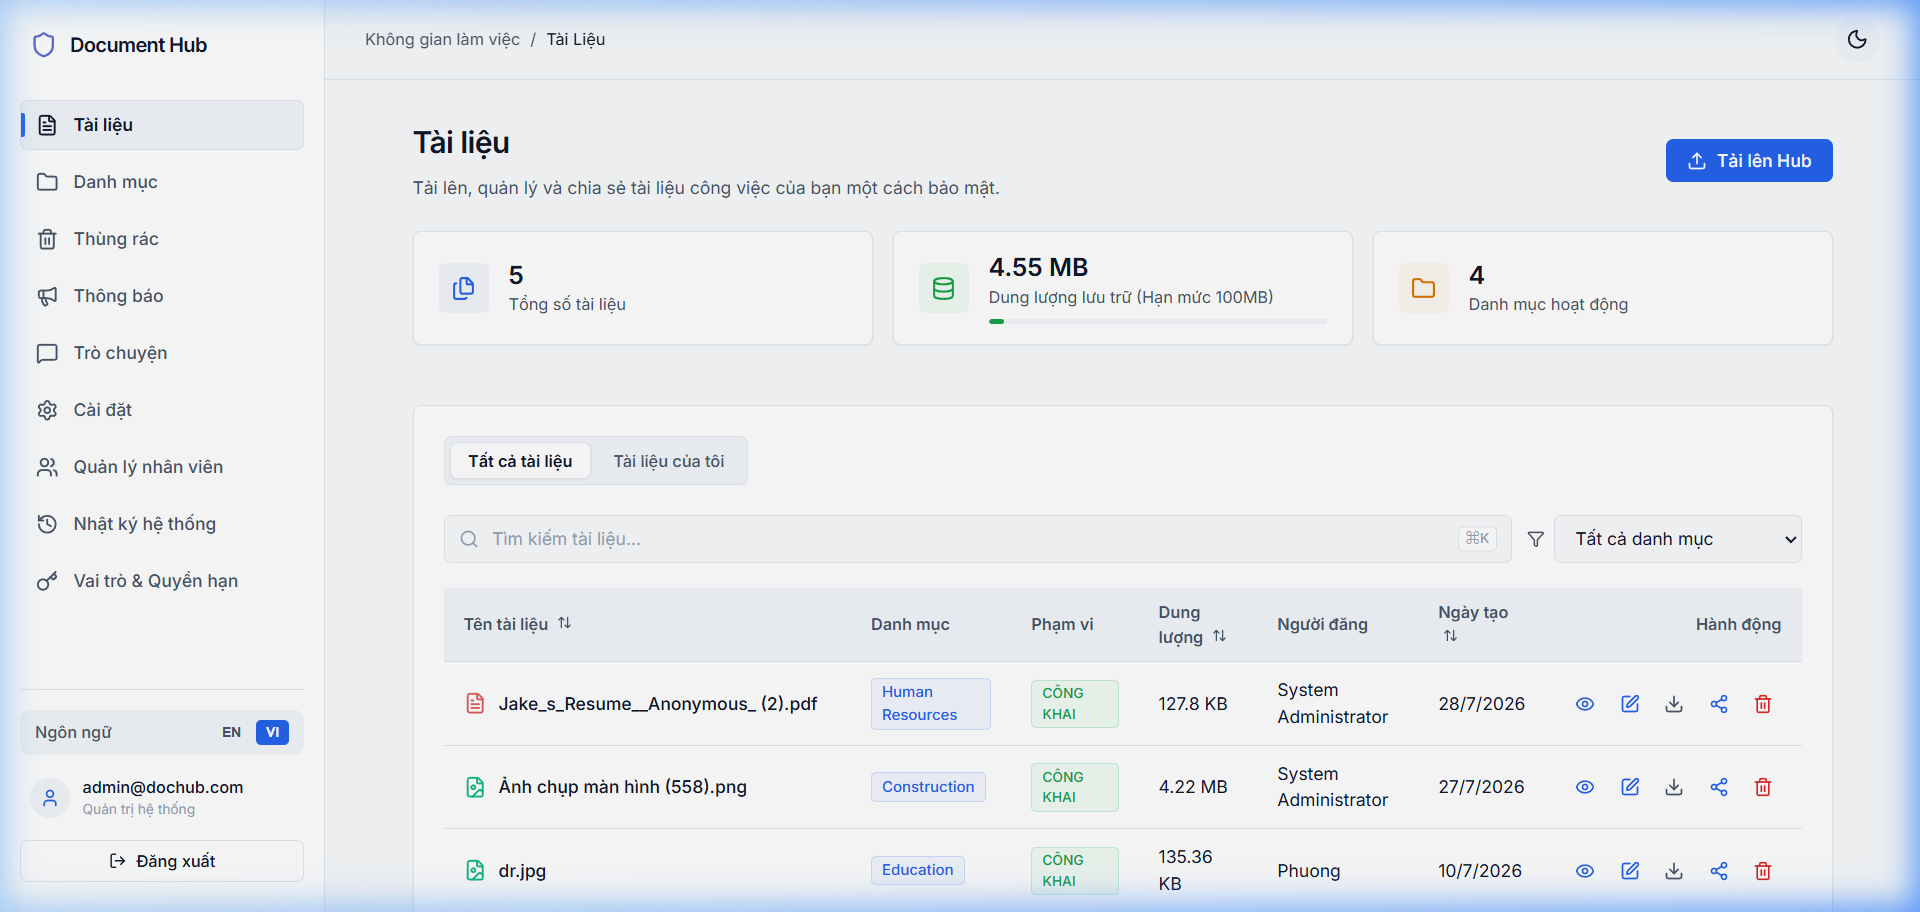 Document Hub
Không gian làm việc / Tài Liệu
Tài liệu
Danh mục
Thùng rác
Thông báo
Trò chuyện
Cài đặt
Quản lý nhân viên
Nhật ký hệ thống
Vai trò & Quyền hạn
Ngôn ngữ EN VI
admin@dochub.com
Quản trị hệ thống
Đăng xuất
Tài liệu
Tải lên, quản lý và chia sẻ tài liệu công việc của bạn một cách bảo mật.
Tải lên Hub
5
Tổng số tài liệu
4.55 MB
Dung lượng lưu trữ (Hạn mức 100MB)
4
Danh mục hoạt động
Tất cả tài liệu Tài liệu của tôi
Tìm kiếm tài liệu... ⌘K
Tất cả danh mục
Tên tài liệu Danh mục Phạm vi Dung lượng Người đăng Ngày tạo Hành động
Jake_s_Resume__Anonymous_ (2).pdf Human Resources CÔNG KHAI 127.8 KB System Administrator 28/7/2026
Ảnh chụp màn hình (558).png Construction CÔNG KHAI 4.22 MB System Administrator 27/7/2026
dr.jpg Education CÔNG KHAI 135.36 KB Phuong 10/7/2026